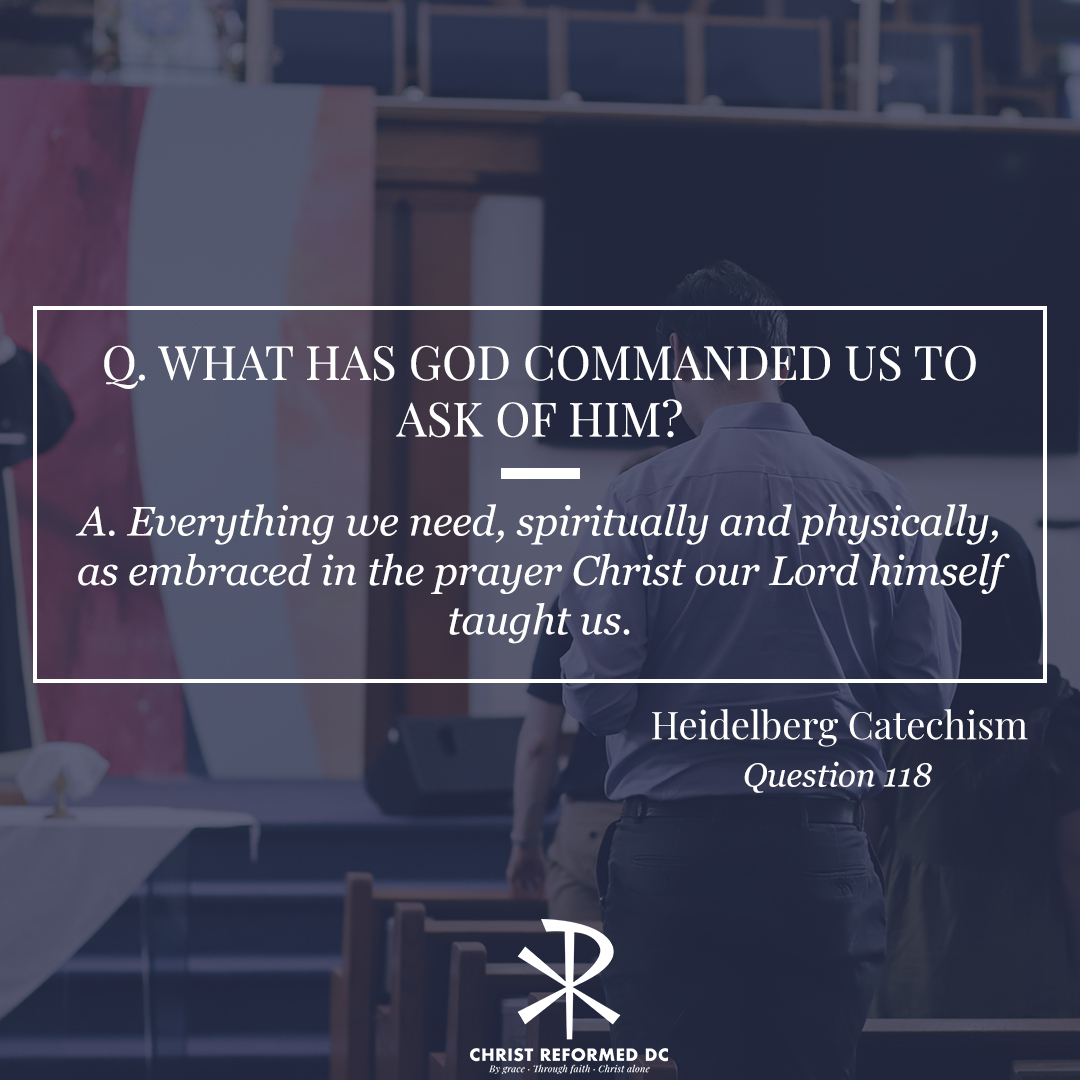 Q. WHAT HAS GOD COMMANDED US TO
ASK OF HIM?
A. Everything we need, spiritually and physically,
as embraced in the prayer Christ our Lord himself
taught us.
Heidelberg Catechism
Question 118
CHRIST REFORMED DC
By grace · Through faith · Christ alone